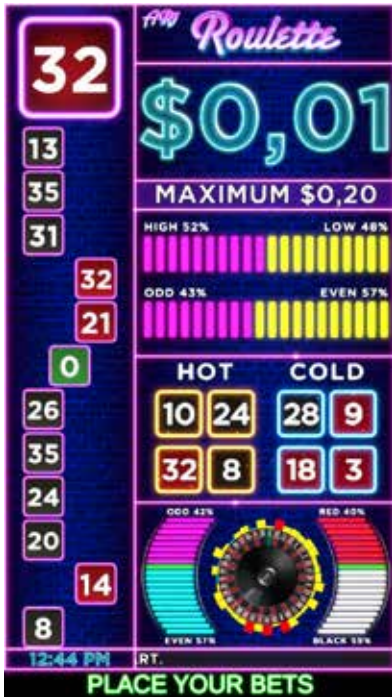 32
13
35
31
32
21
0
26
35
24
20
14
8
12:44 PM
Roulette
$0,01
MAXIMUM $0,20
HIGH 52% LOW 48%
ODD 43% EVEN 57%
HOT COLD
10 24 28 9
32 8 18 3
ODD 42% RED 40%
EVEN 57% BLACK 59%
RT.
PLACE YOUR BETS